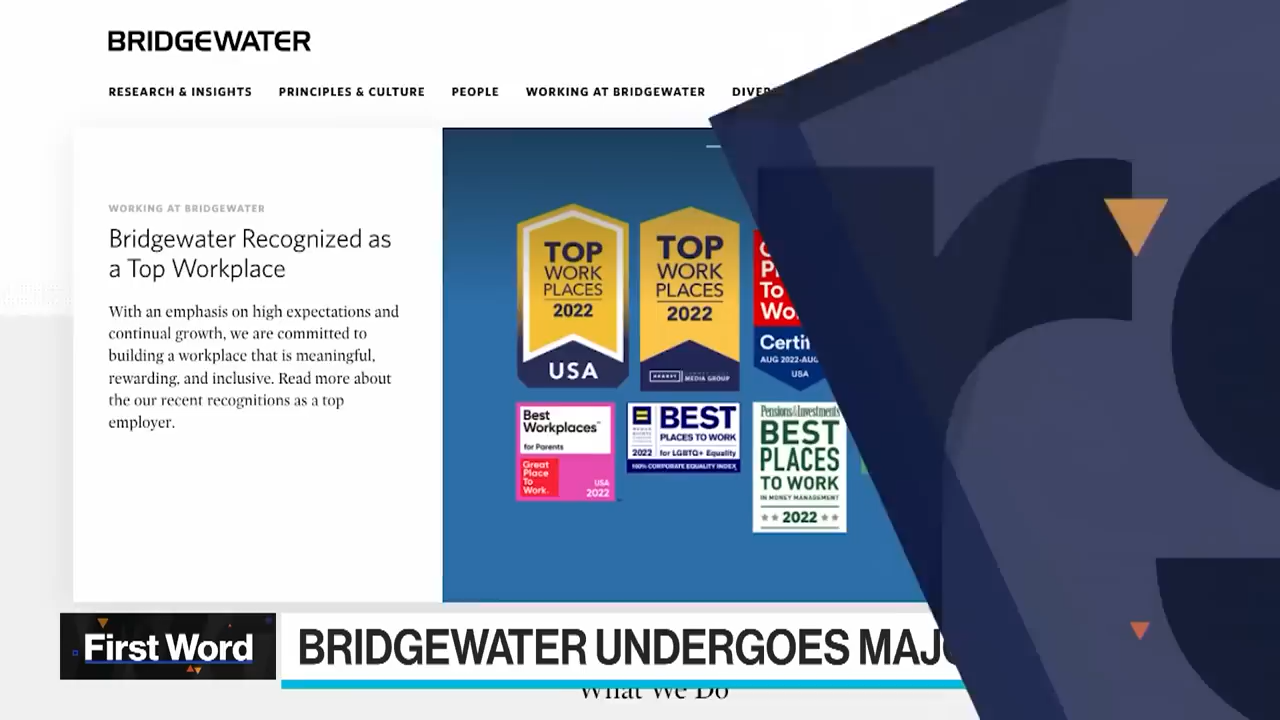 BRIDGEWATER
RESEARCH & INSIGHTS PRINCIPLES & CULTURE PEOPLE WORKING AT BRIDGEWATER
WORKING AT BRIDGEWATER
Bridgewater Recognized as
a Top Workplace
With an emphasis on high expectations and
continual growth, we are committed to
building a workplace that is meaningful,
rewarding, and inclusive. Read more about
the our recent recognitions as a top
employer.
TOP
WORK
PLACES
2022
USA
TOP
WORK
PLACES
2022
MEDIA GROUP
To
AUG 2022-AUG
USA
Best
Workplaces™
for Parents
Great
Place
To
Work.
USA
2022
BEST
PLACES TO WORK
2022 for LGBTQ+ Equality
100% CORPORATE EQUALITY INDEX
Pensions&Investments
BEST
PLACES
TO WORK
IN MONEY MANAGEMENT
2022
First Word
BRIDGEWATER UNDERGOES
What We Do